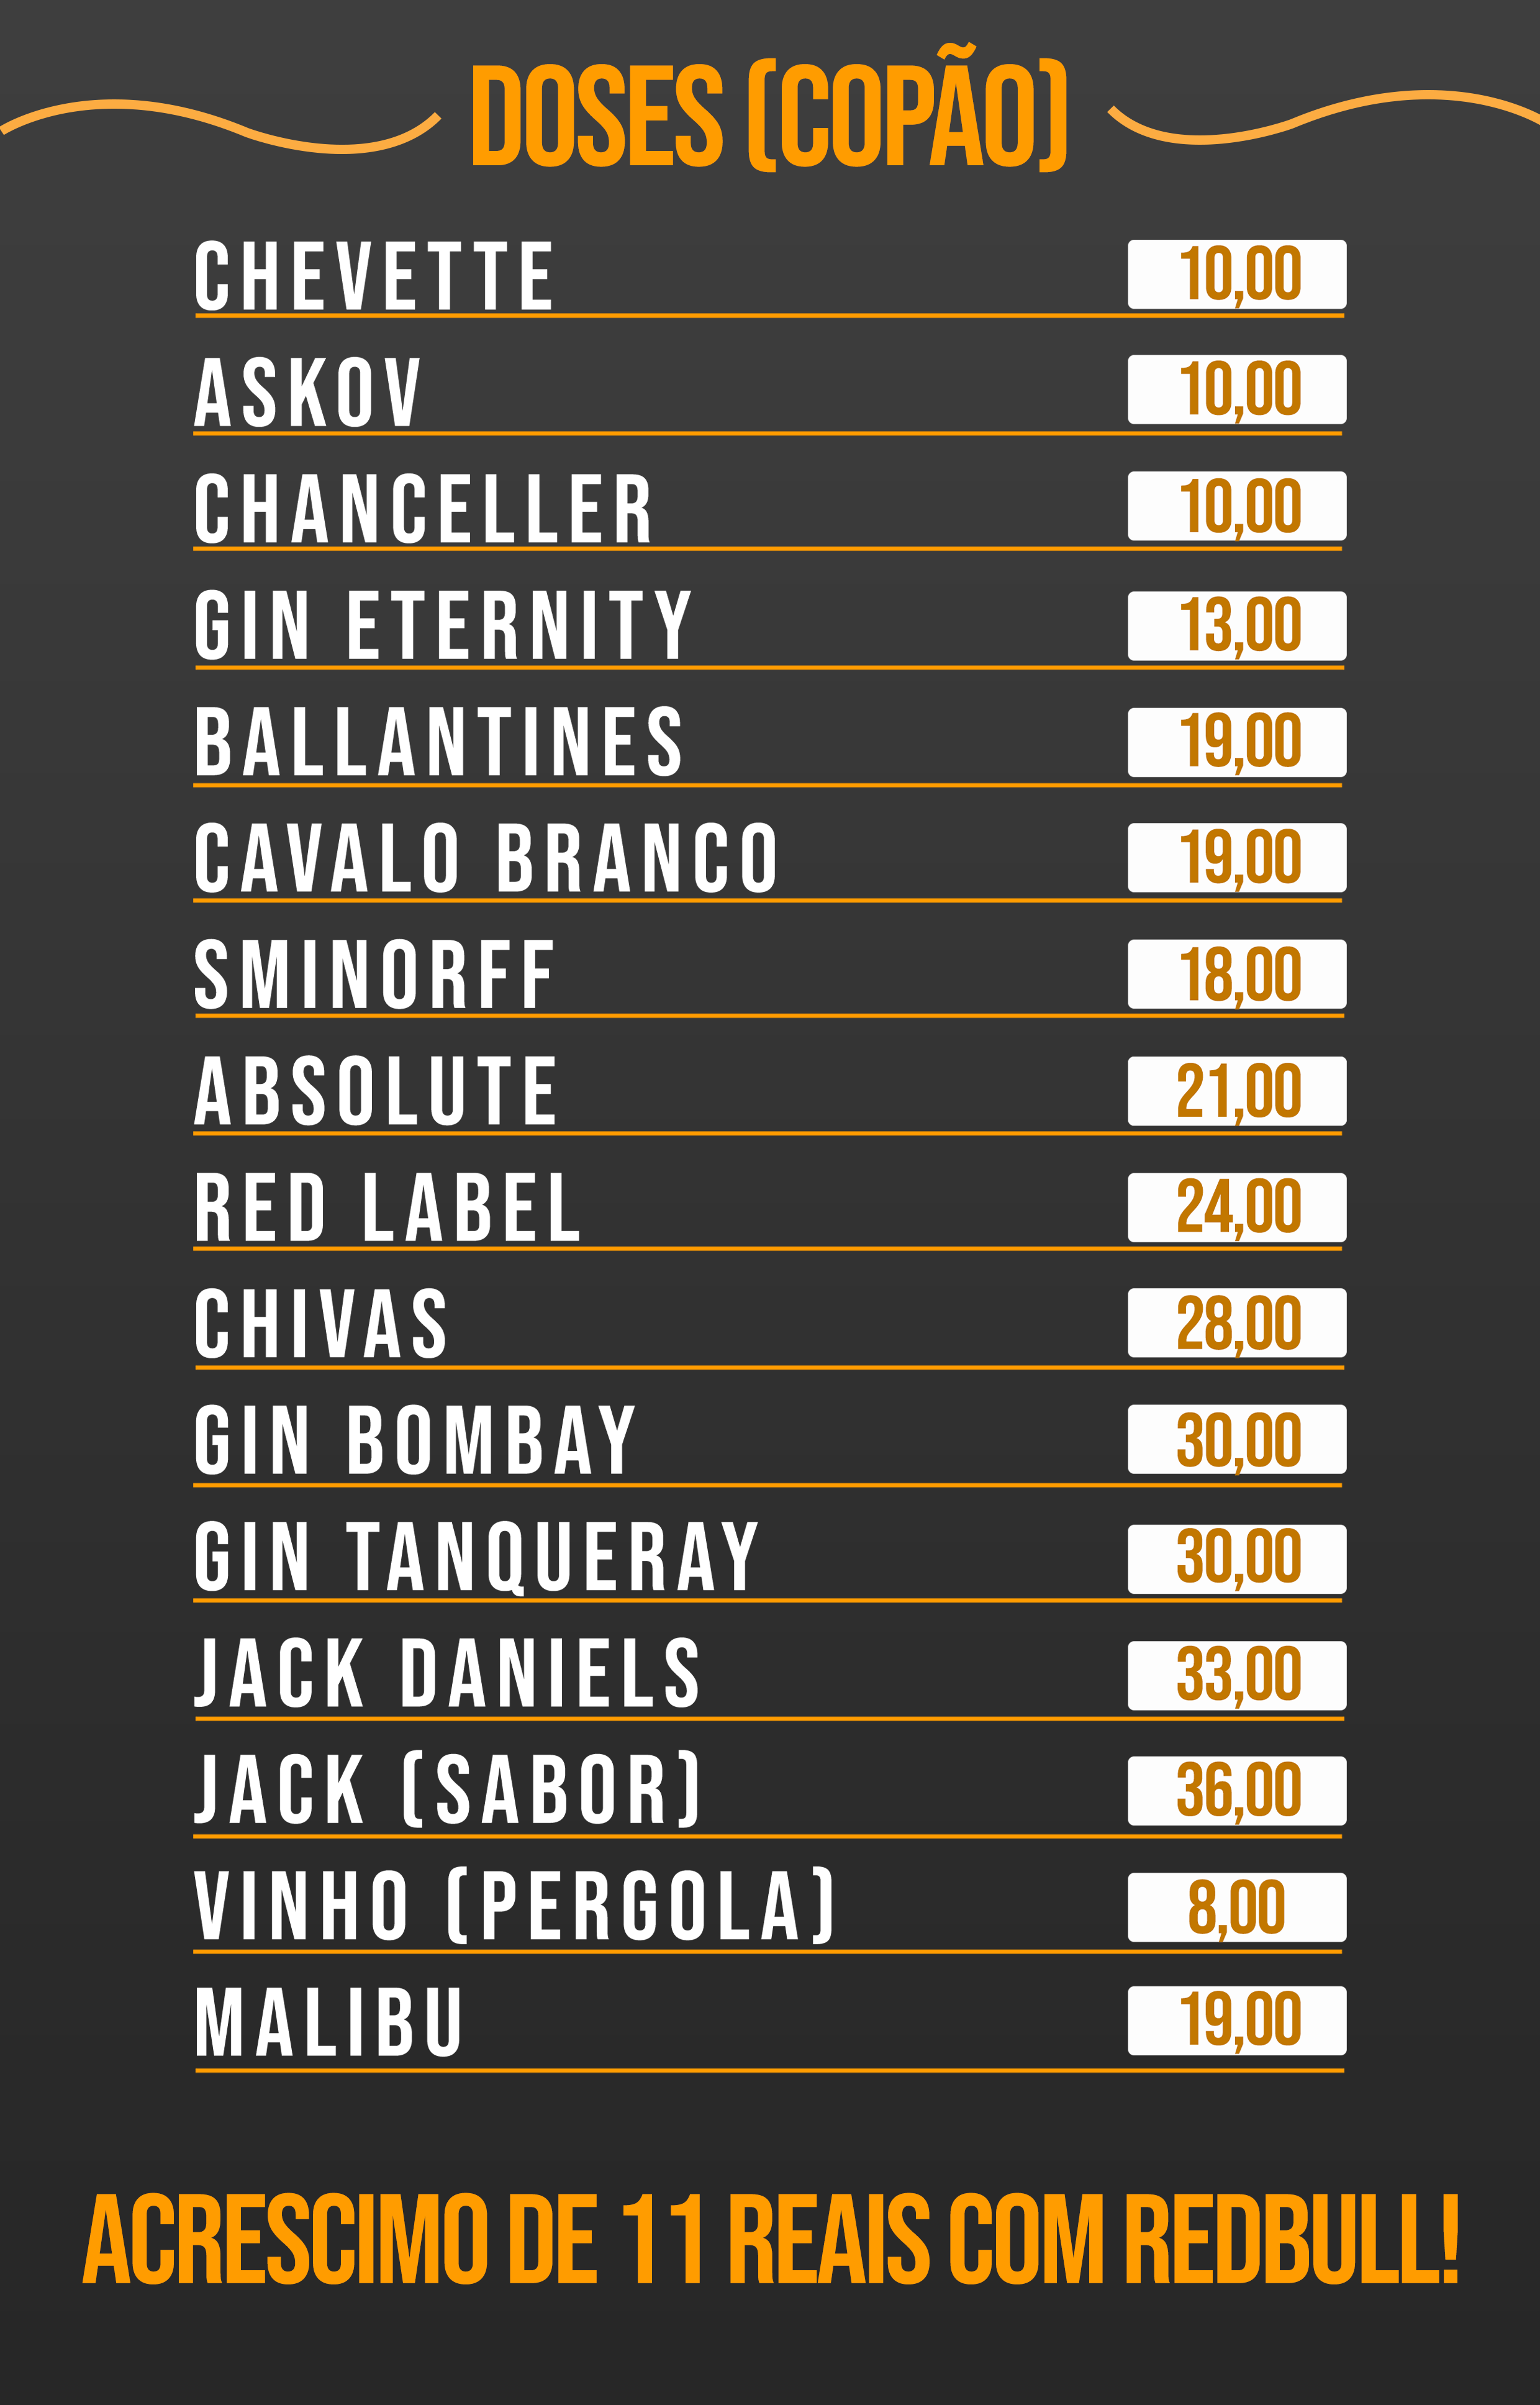 DOSES (COPÃO)
CHEVETTE 10,00
ASKOV 10,00
CHANCELLER 10,00
GIN ETERNITY 13,00
BALLANTINES 19,00
CAVALO BRANCO 19,00
SMINORFF 18,00
ABSOLUTE 21,00
RED LABEL 24,00
CHIVAS 28,00
GIN BOMBAY 30,00
GIN TANQUERAY 30,00
JACK DANIELS 33,00
JACK (SABOR) 36,00
VINHO (PERGOLA) 8,00
MALIBU 19,00
ACRESCIMO DE 11 REAIS COM REDBULL!